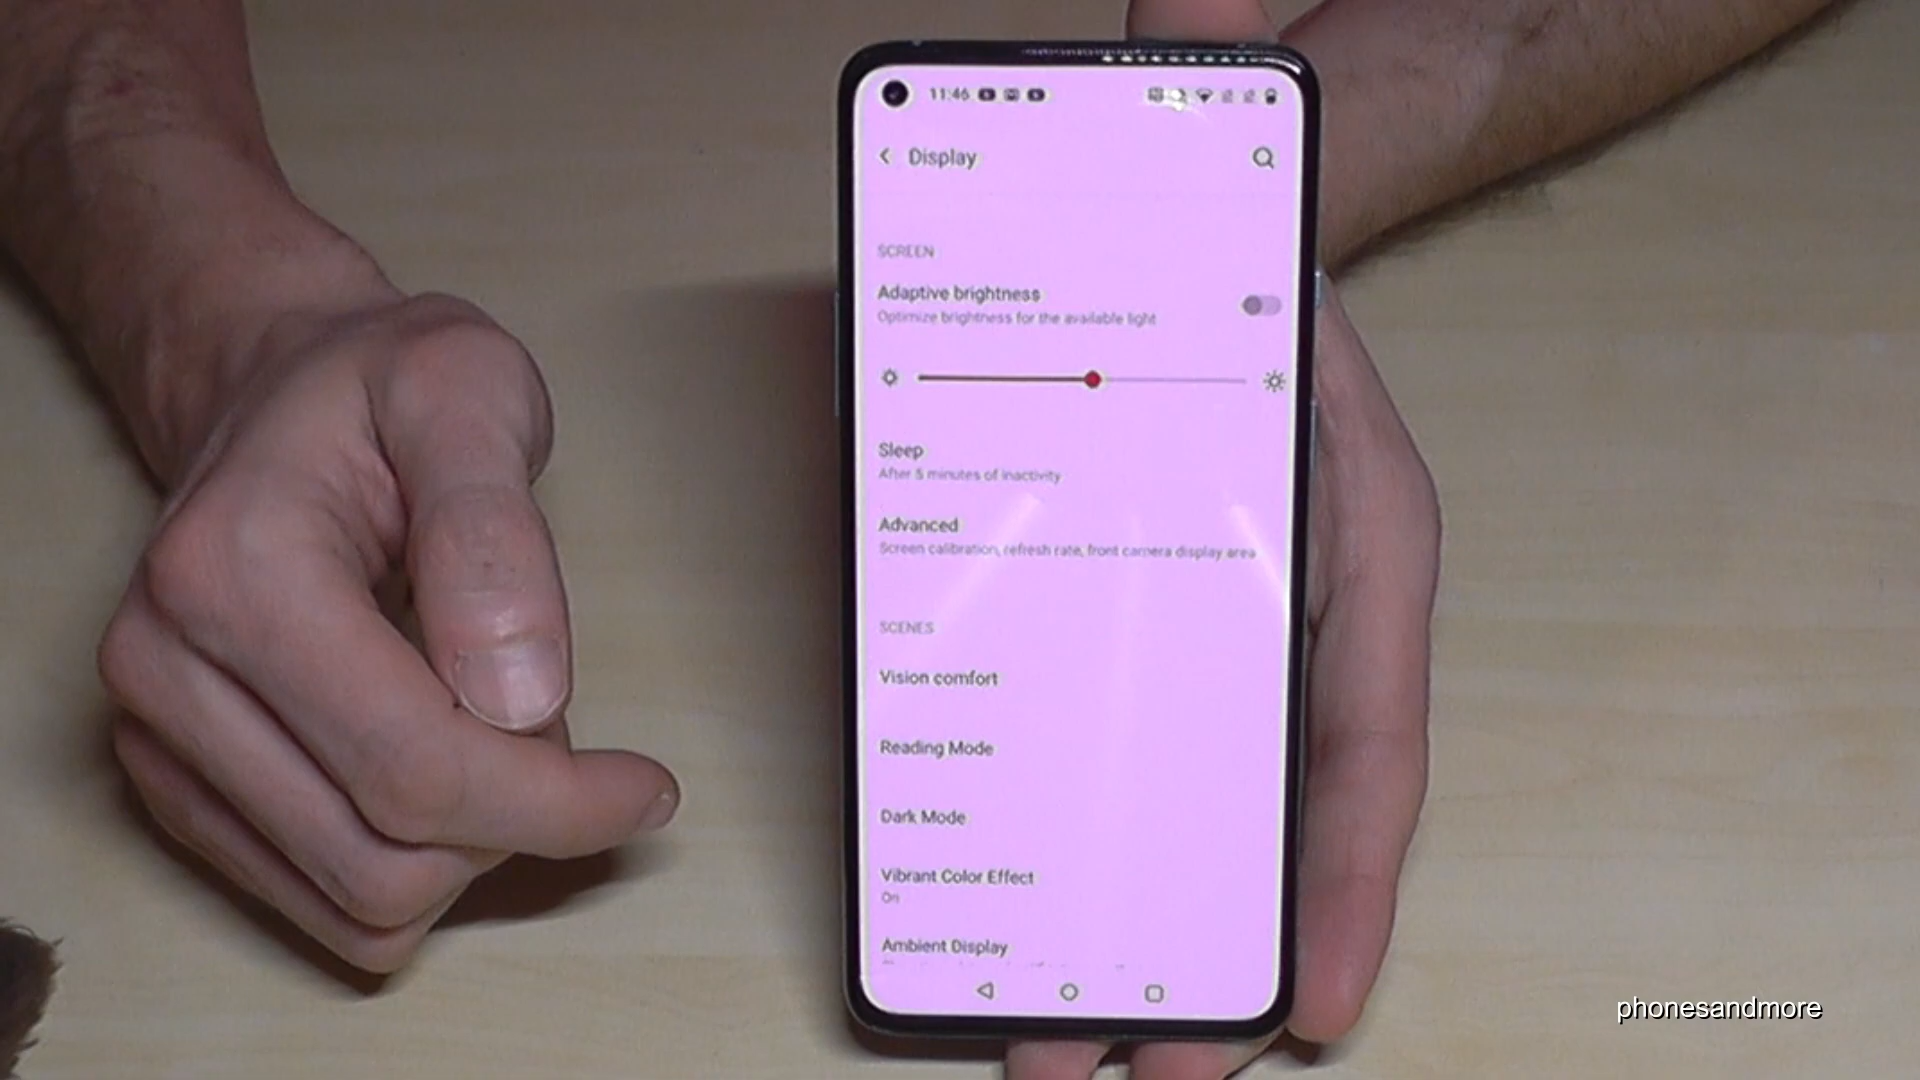 11:46
Display
SCREEN
Adaptive brightness
Optimize brightness for the available light
Sleep
After 5 minutes of inactivity
Advanced
Screen calibration, refresh rate, front camera display area
SCENES
Vision comfort
Reading Mode
Dark Mode
Vibrant Color Effect
On
Ambient Display
phonesandmore